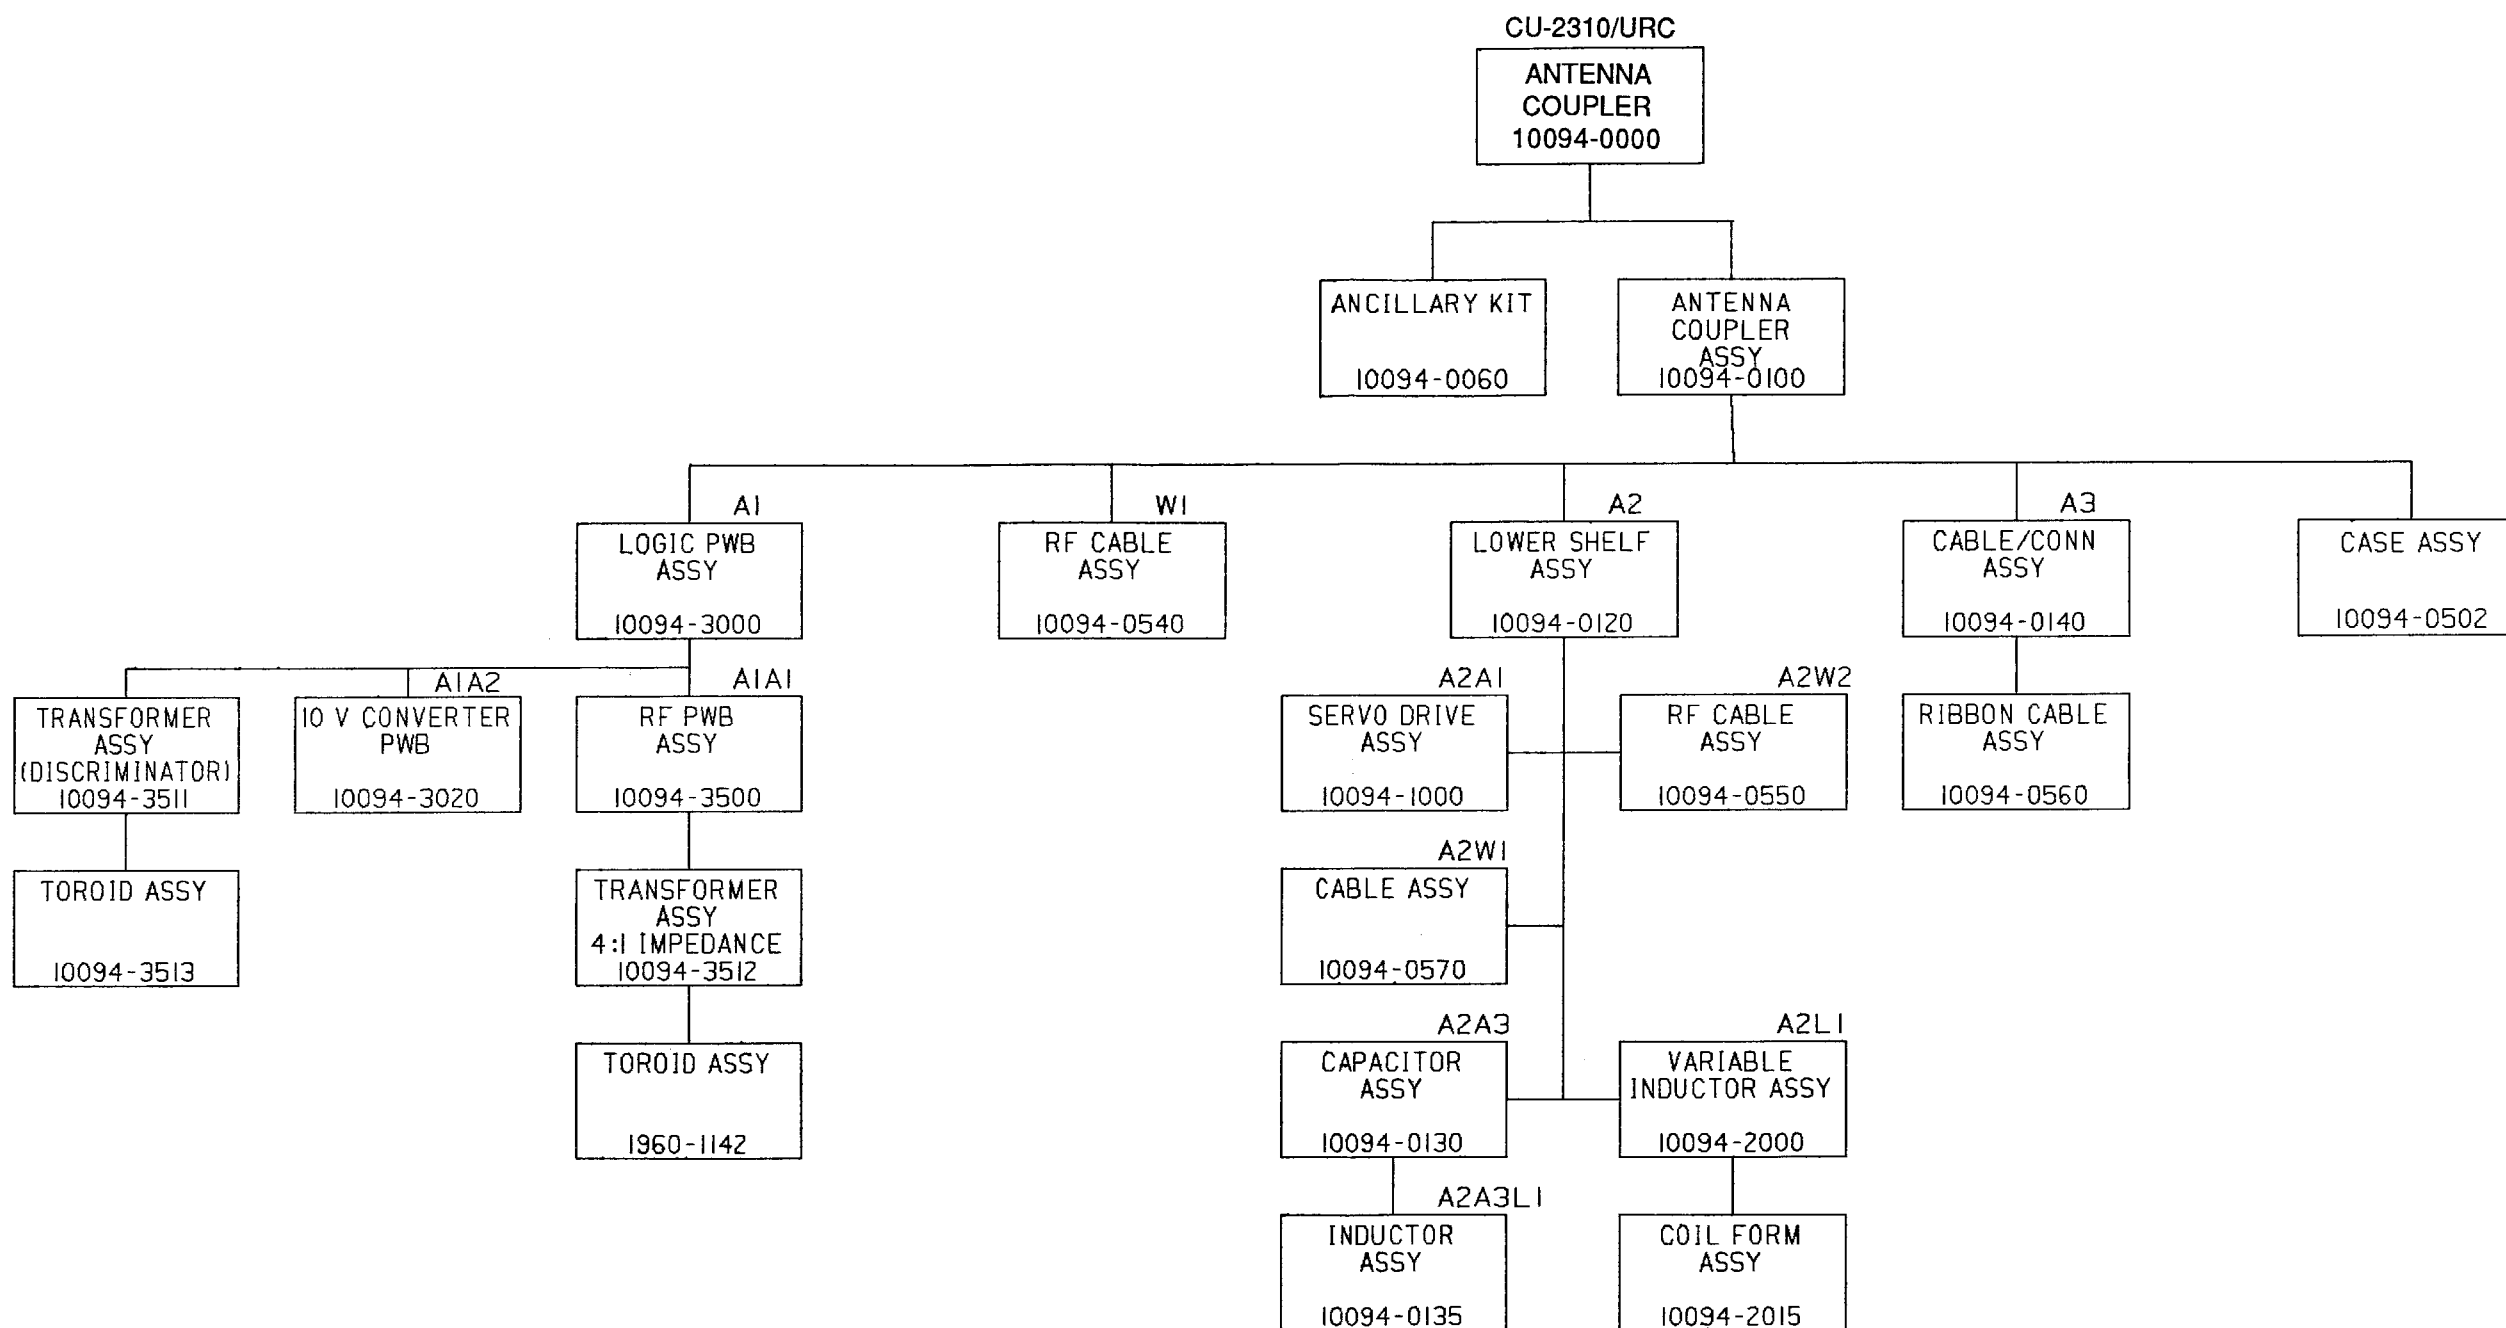 CU-2310/URC
ANTENNA
COUPLER
10094-0000
ANCILLARY KIT
10094-0060
ANTENNA
COUPLER
ASSY
10094-0100
A1
LOGIC PWB
ASSY
10094-3000
W1
RF CABLE
ASSY
10094-0540
A2
LOWER SHELF
ASSY
10094-0120
A3
CABLE/CONN
ASSY
10094-0140
CASE ASSY
10094-0502
TRANSFORMER
ASSY
(DISCRIMINATOR)
10094-3511
A1A2
10 V CONVERTER
PWB
10094-3020
A1A1
RF PWB
ASSY
10094-3500
A2A1
SERVO DRIVE
ASSY
10094-1000
A2W2
RF CABLE
ASSY
10094-0550
RIBBON CABLE
ASSY
10094-0560
TOROID ASSY
10094-3513
TRANSFORMER
ASSY
4:1 IMPEDANCE
10094-3512
A2W1
CABLE ASSY
10094-0570
TOROID ASSY
1960-1142
A2A3
CAPACITOR
ASSY
10094-0130
A2L1
VARIABLE
INDUCTOR ASSY
10094-2000
A2A3L1
INDUCTOR
ASSY
10094-0135
COIL FORM
ASSY
10094-2015